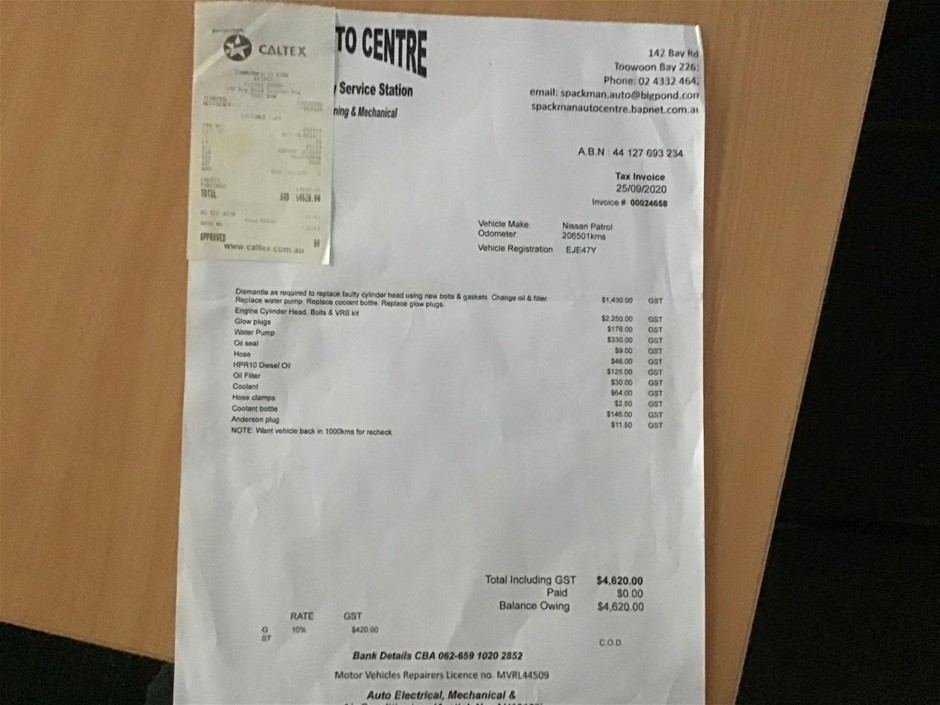 CALTEX
TOTAL AUD $4620.00
APPROVED 00
www.caltex.com.au
TO CENTRE
Service Station
ning & Mechanical
142 Bay Rd
Toowoon Bay 226
Phone: 02 4332 464
email: spackman.auto@bigpond.com
spackmanautocentre.bapnet.com.au
A.B.N : 44 127 693 234
Tax Invoice
25/09/2020
Invoice # 00024658
Vehicle Make Nissan Patrol
Odometer: 206501kms
Vehicle Registration EJE47Y
Dismantle as required to replace faulty cylinder head using new bolts & gaskets. Change oil & filter. $1,430.00 GST
Replace water pump. Replace coolant bottle. Replace glow plugs.
Engine Cylinder Head, Bolts & VRS kit $2,250.00 GST
Glow plugs $176.00 GST
Water Pump $330.00 GST
Oil seal $9.00 GST
Hose $46.00 GST
HPR10 Diesel Oil $125.00 GST
Oil Filter $30.00 GST
Coolant $64.00 GST
Hose clamps $2.50 GST
Coolant bottle $146.00 GST
Anderson plug $11.50 GST
NOTE: Want vehicle back in 1000kms for recheck
Total Including GST $4,620.00
Paid $0.00
Balance Owing $4,620.00
RATE GST
G 10% $420.00
ST
C.O.D.
Bank Details CBA 062-659 1020 2852
Motor Vehicles Repairers Licence no. MVRL44509
Auto Electrical, Mechanical &